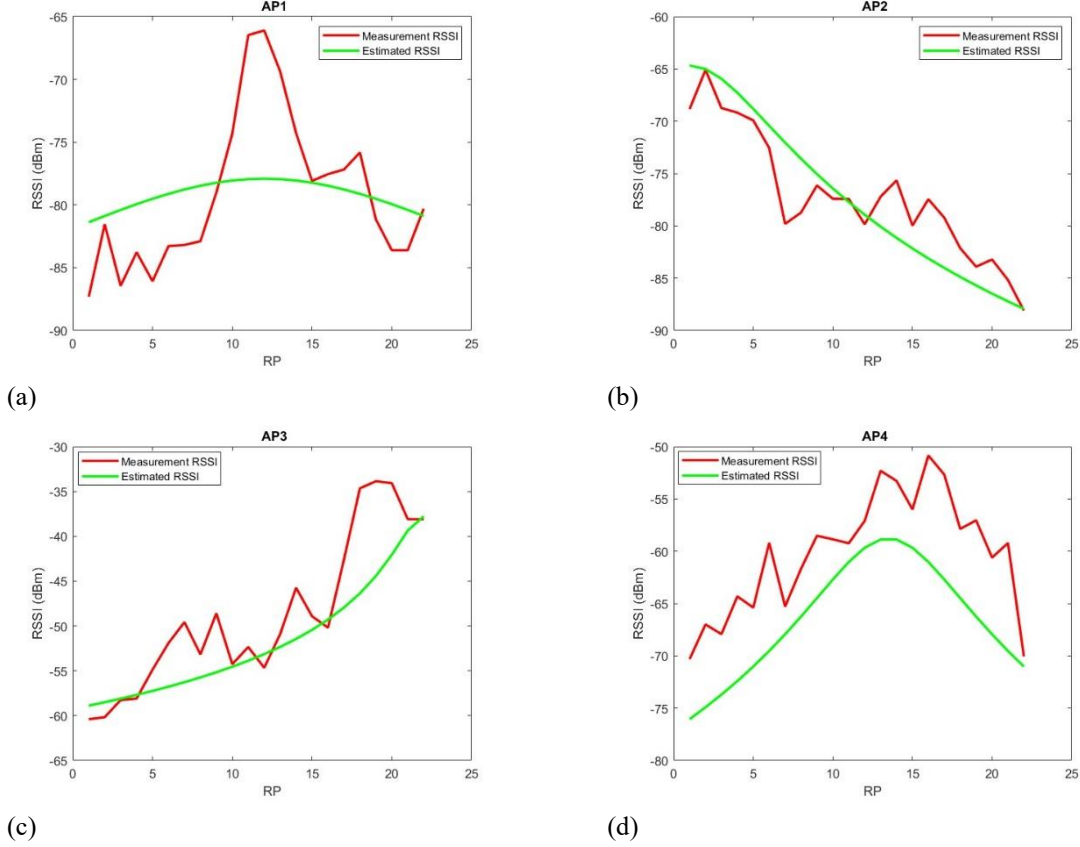 AP1
-65
-70
-75
-80
-85
-90
RSSI (dBm)
Measurement RSSI
Estimated RSSI
0 5 10 15 20 25
RP
(a)
AP2
-60
-65
-70
-75
-80
-85
-90
RSSI (dBm)
Measurement RSSI
Estimated RSSI
0 5 10 15 20 25
RP
(b)
AP3
-30
-35
-40
-45
-50
-55
-60
-65
RSSI (dBm)
Measurement RSSI
Estimated RSSI
0 5 10 15 20 25
RP
(c)
AP4
-50
-55
-60
-65
-70
-75
-80
RSSI (dBm)
Measurement RSSI
Estimated RSSI
0 5 10 15 20 25
RP
(d)